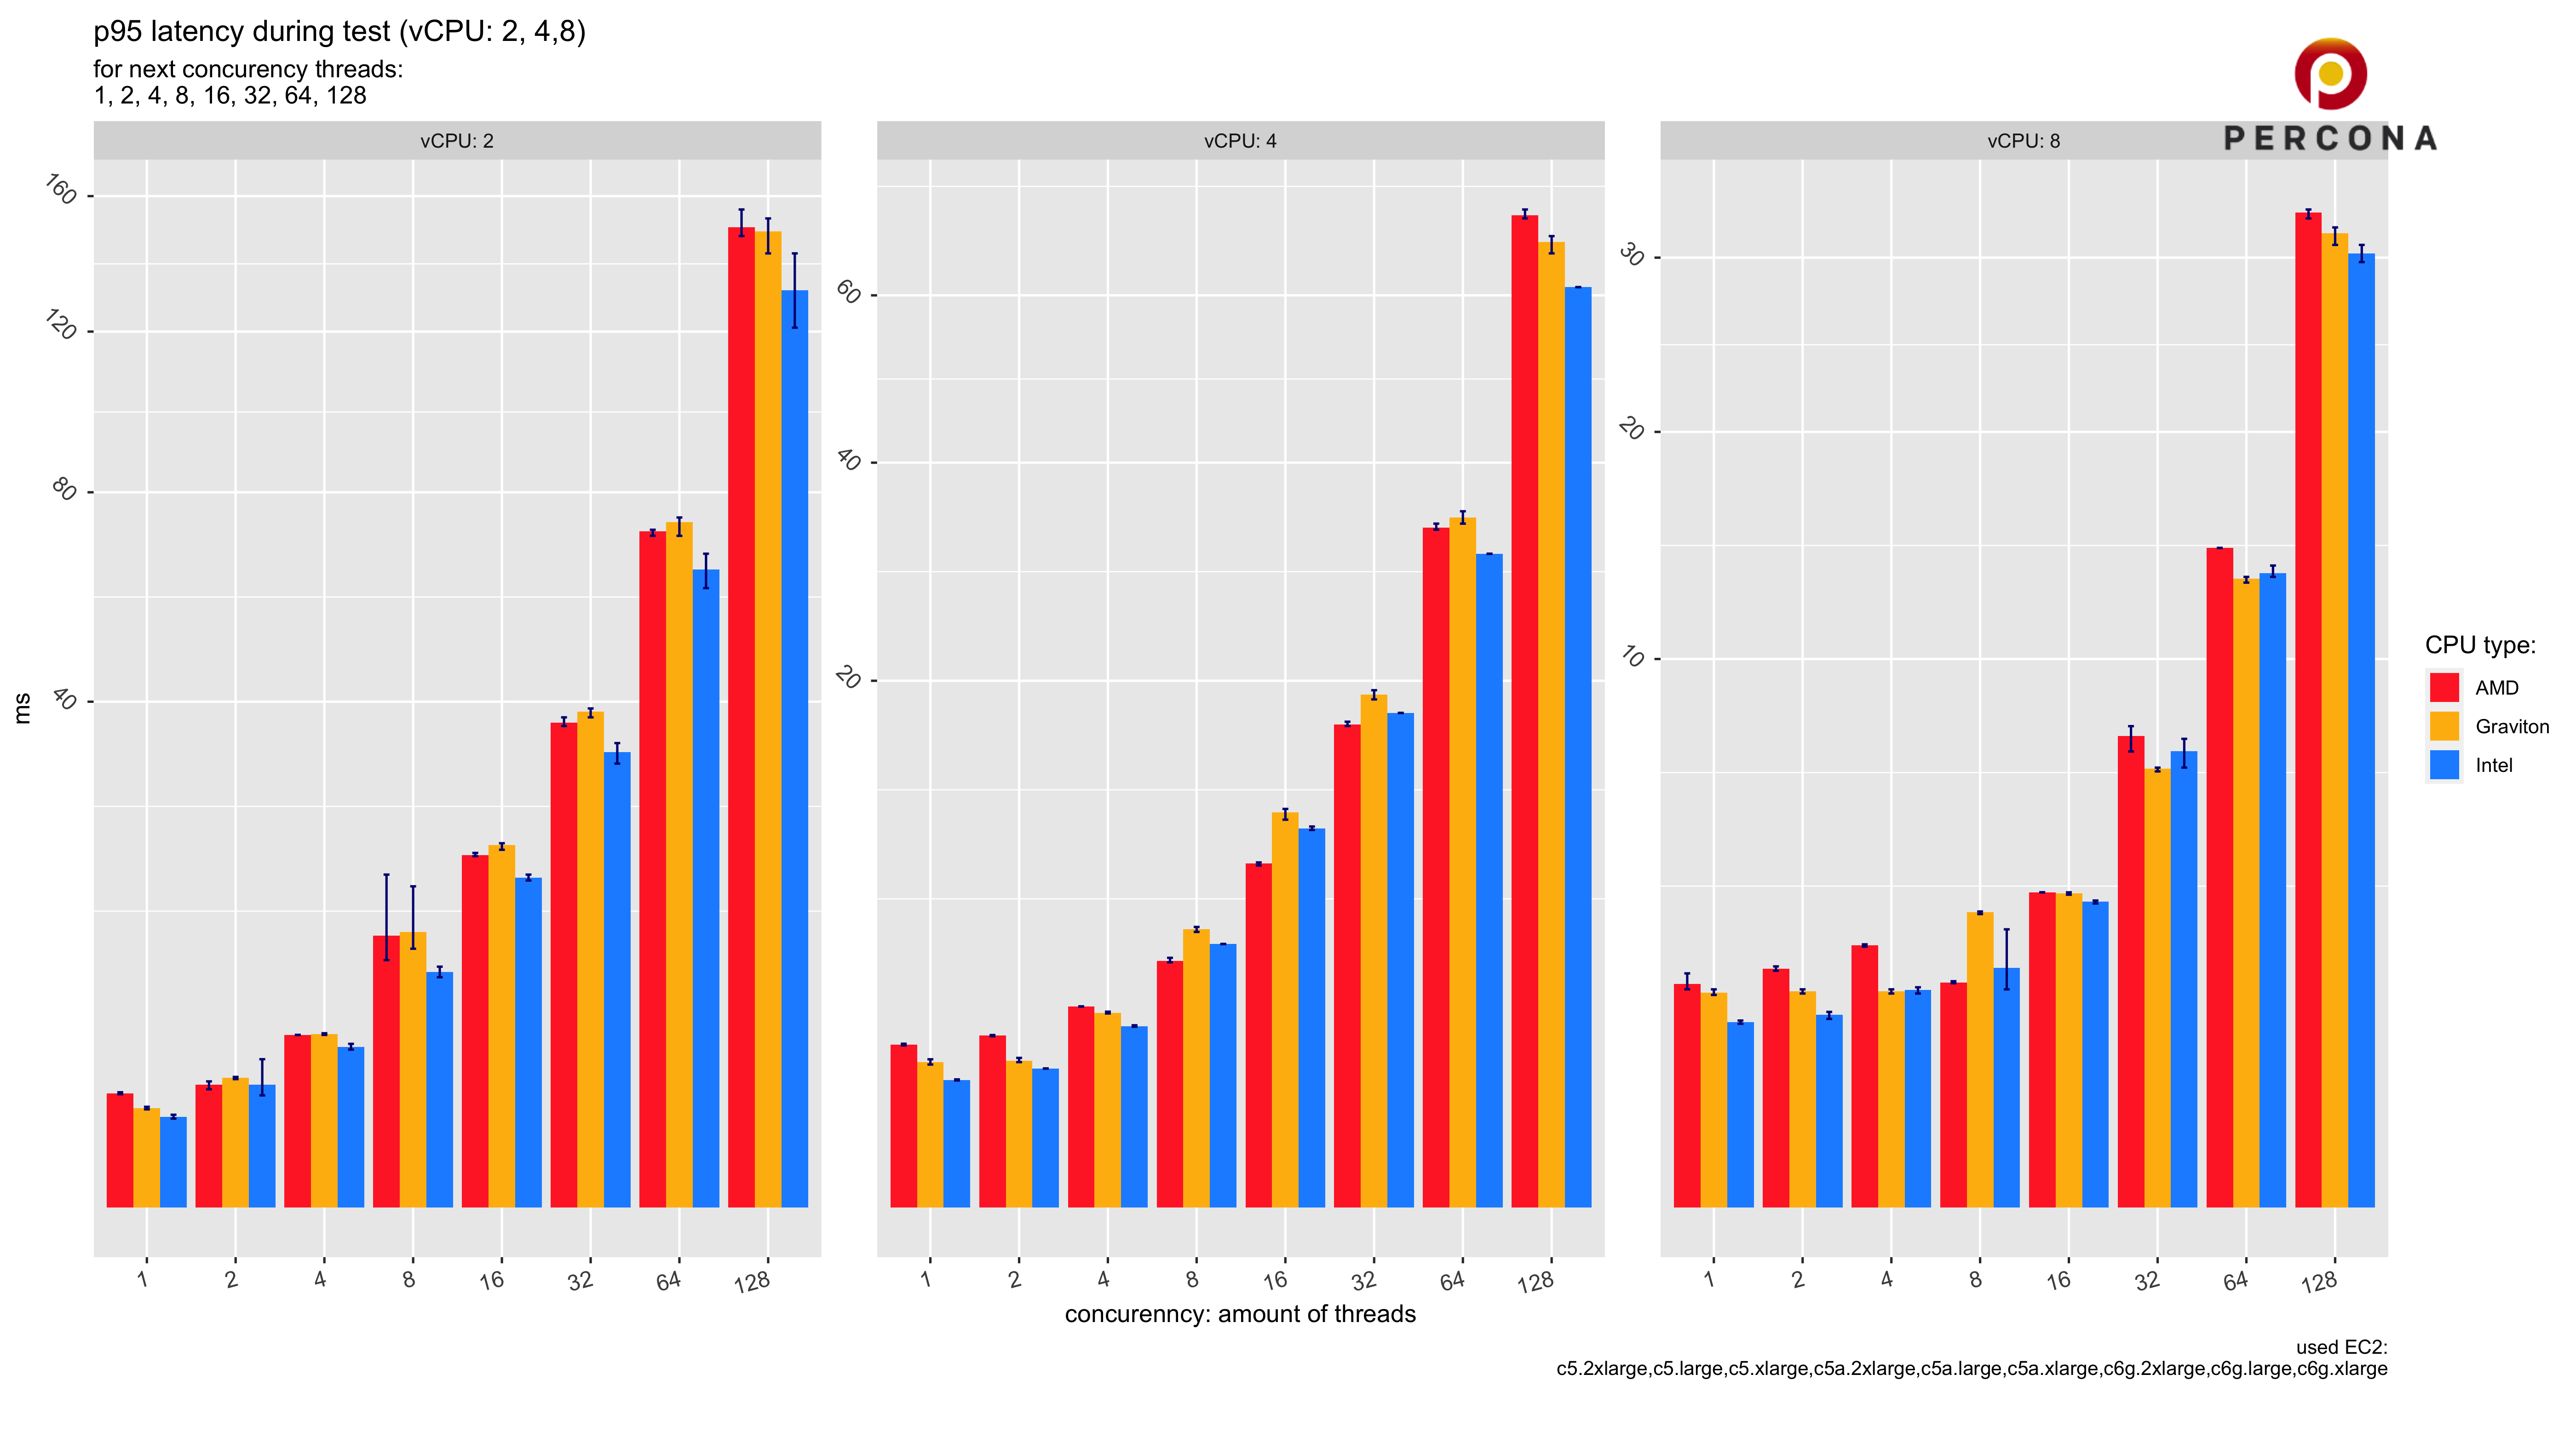 p95 latency during test (vCPU: 2, 4,8)
for next concurency threads:
1, 2, 4, 8, 16, 32, 64, 128
PERCONA
vCPU: 2
vCPU: 4
vCPU: 8
ms
160
120
80
40
60
40
20
30
20
10
1 2 4 8 16 32 64 128
1 2 4 8 16 32 64 128
1 2 4 8 16 32 64 128
concurenncy: amount of threads
CPU type:
AMD
Graviton
Intel
used EC2:
c5.2xlarge,c5.large,c5.xlarge,c5a.2xlarge,c5a.large,c5a.xlarge,c6g.2xlarge,c6g.large,c6g.xlarge